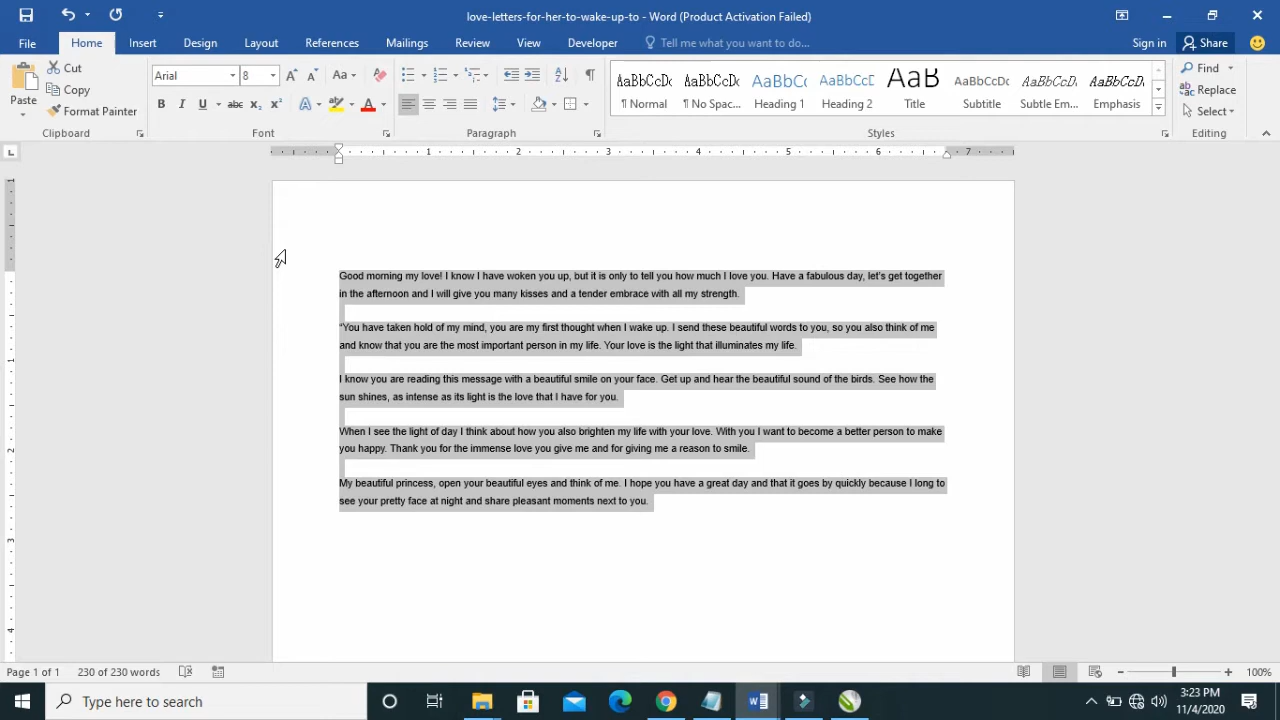 love-letters-for-her-to-wake-up-to - Word (Product Activation Failed)
File Home Insert Design Layout References Mailings Review View Developer Tell me what you want to do... Sign in Share
Paste
Cut
Copy
Format Painter
Clipboard
Arial 8
Aa
B I U abc X₂ X²
Font
Paragraph
AaBbCcDc AaBbCcDc AaBbCc AaBbCcD AaB AaBbCcD AaBbCcDc AaBbCcDc
¶ Normal ¶ No Spac... Heading 1 Heading 2 Title Subtitle Subtle Em... Emphasis
Styles
Find
Replace
Select
Editing
1 2 3 4 5 6 7
Good morning my love! I know I have woken you up, but it is only to tell you how much I love you. Have a fabulous day, let's get together
in the afternoon and I will give you many kisses and a tender embrace with all my strength.
“You have taken hold of my mind, you are my first thought when I wake up. I send these beautiful words to you, so you also think of me
and know that you are the most important person in my life. Your love is the light that illuminates my life.
I know you are reading this message with a beautiful smile on your face. Get up and hear the beautiful sound of the birds. See how the
sun shines, as intense as its light is the love that I have for you.
When I see the light of day I think about how you also brighten my life with your love. With you I want to become a better person to make
you happy. Thank you for the immense love you give me and for giving me a reason to smile.
My beautiful princess, open your beautiful eyes and think of me. I hope you have a great day and that it goes by quickly because I long to
see your pretty face at night and share pleasant moments next to you.
Page 1 of 1 230 of 230 words 100%
Type here to search
3:23 PM
11/4/2020